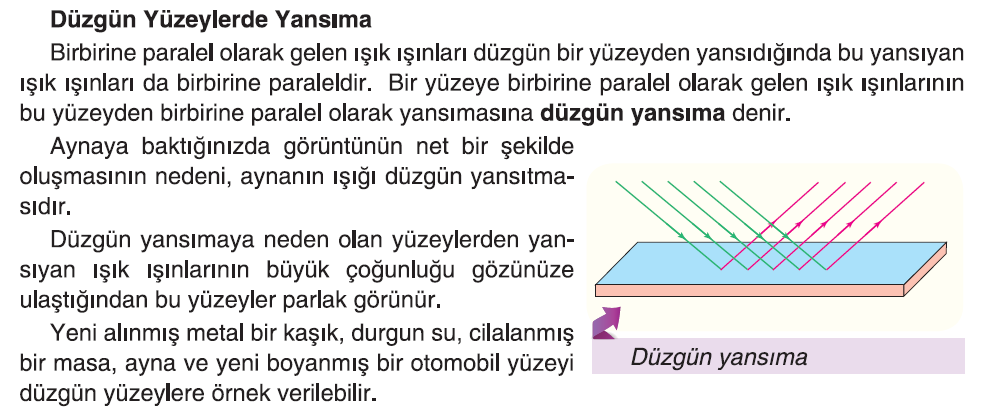 Düzgün Yüzeylerde Yansıma
Birbirine paralel olarak gelen ışık ışınları düzgün bir yüzeyden yansıdığında bu yansıyan
ışık ışınları da birbirine paraleldir. Bir yüzeye birbirine paralel olarak gelen ışık ışınlarının
bu yüzeyden birbirine paralel olarak yansımasına düzgün yansıma denir.
Aynaya baktığınızda görüntünün net bir şekilde
oluşmasının nedeni, aynanın ışığı düzgün yansıtma-
sıdır.
Düzgün yansımaya neden olan yüzeylerden yan-
sıyan ışık ışınlarının büyük çoğunluğu gözünüze
ulaştığından bu yüzeyler parlak görünür.
Yeni alınmış metal bir kaşık, durgun su, cilalanmış
bir masa, ayna ve yeni boyanmış bir otomobil yüzeyi
düzgün yüzeylere örnek verilebilir.
Düzgün yansıma